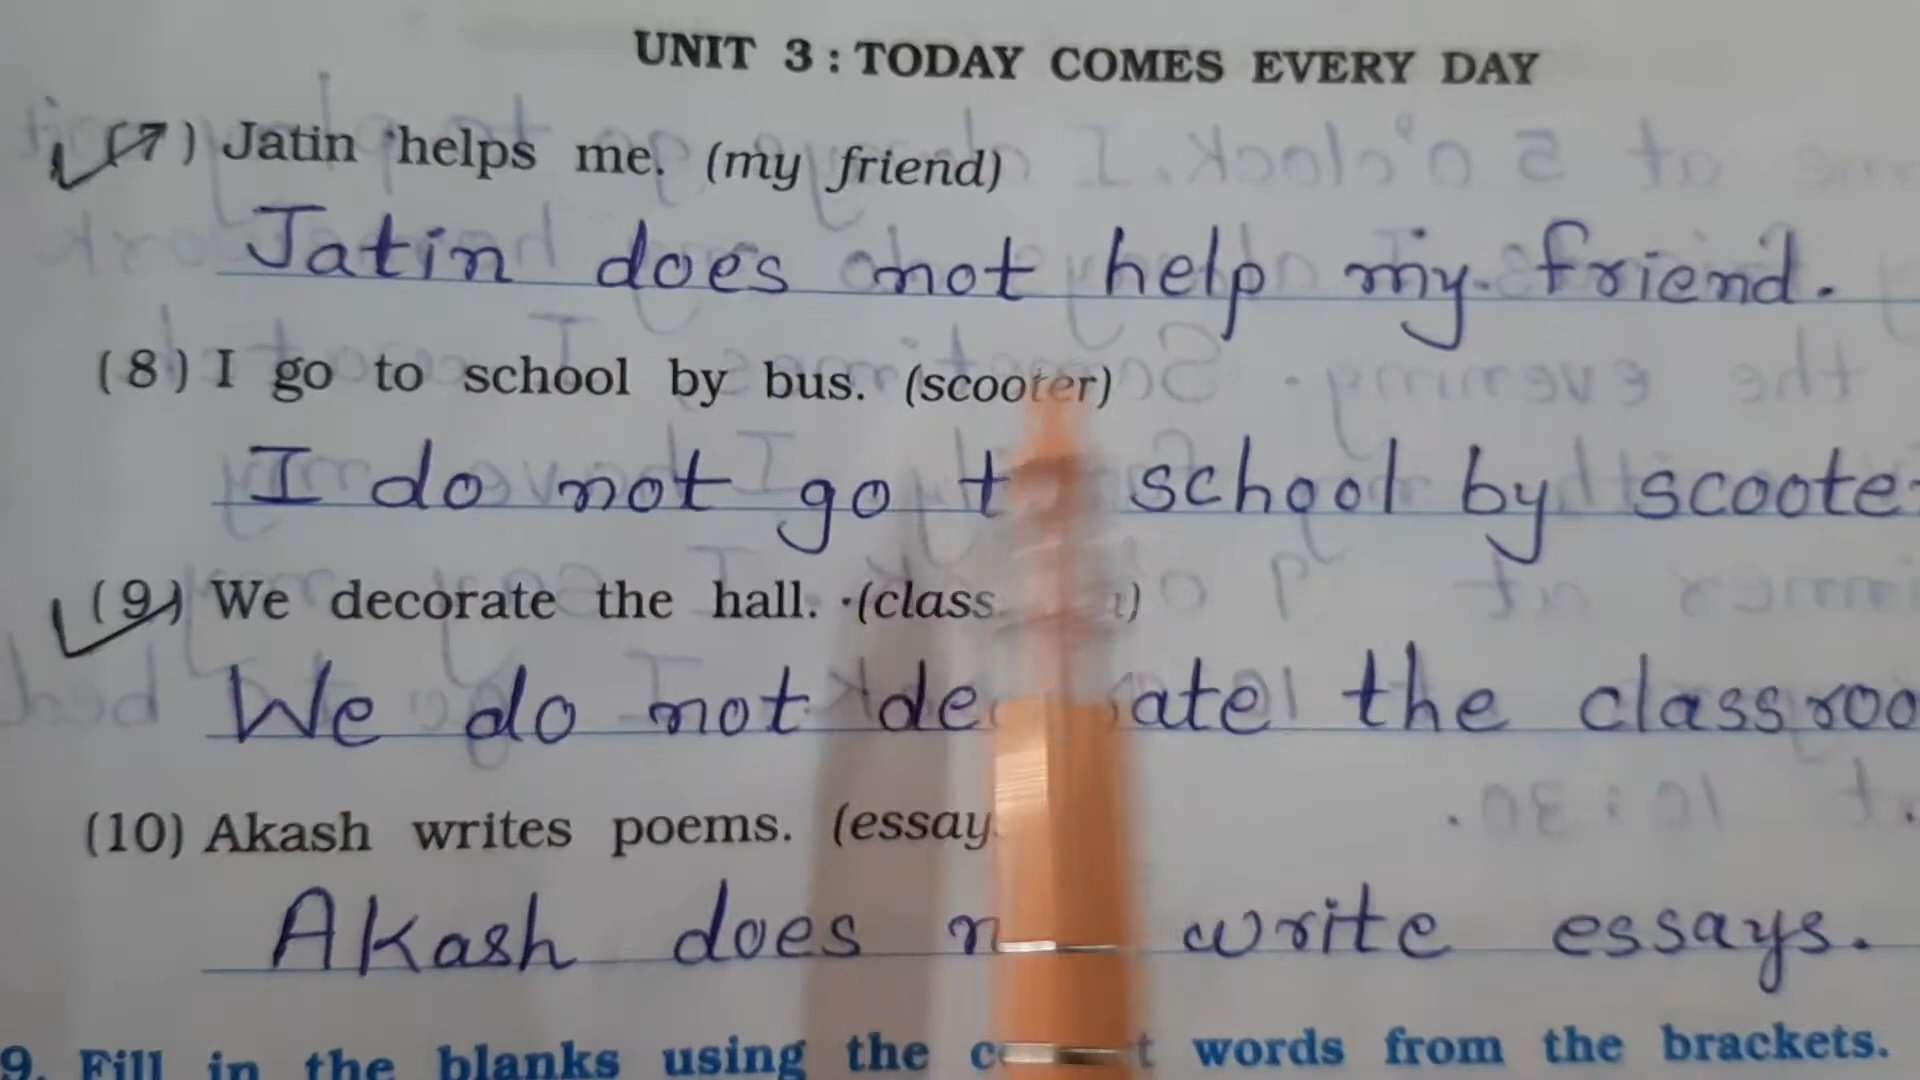 UNIT 3 : TODAY COMES EVERY DAY
(7) Jatin helps me. (my friend)
Jatin does not help my friend.
(8) I go to school by bus. (scooter)
I do not go to school by scoote
(9) We decorate the hall. (class
We do not de ate the classroo
(10) Akash writes poems. (essay
Akash does n write essays.
9. Fill in the blanks using the words from the brackets.